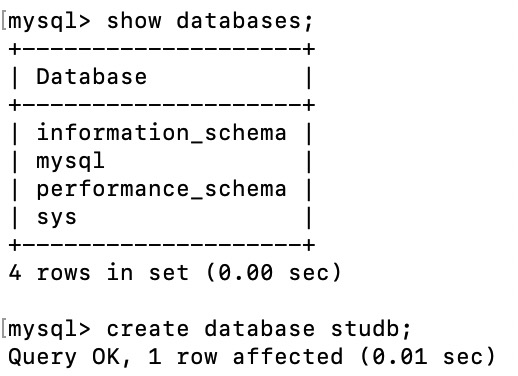 [mysql> show databases;
+--------------------+
| Database           |
+--------------------+
| information_schema |
| mysql              |
| performance_schema |
| sys                |
+--------------------+
4 rows in set (0.00 sec)

[mysql> create database studb;
Query OK, 1 row affected (0.01 sec)